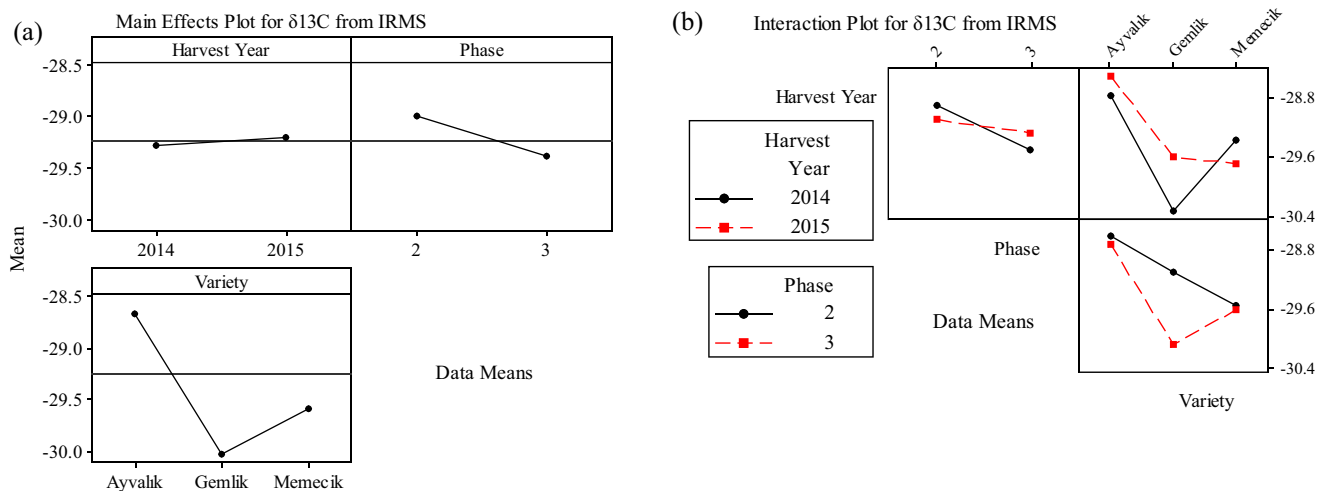 (a)
Main Effects Plot for δ13C from IRMS
Harvest Year
Phase
-28.5
-29.0
-29.5
-30.0
2014
2015
2
3
Mean
Variety
-28.5
-29.0
-29.5
-30.0
Ayvalık
Gemlik
Memecik
Data Means
(b)
Interaction Plot for δ13C from IRMS
2
3
Ayvalık
Gemlik
Memecik
Harvest Year
-28.8
-29.6
-30.4
Harvest
Year
2014
2015
Phase
-28.8
-29.6
-30.4
Phase
2
3
Data Means
Variety